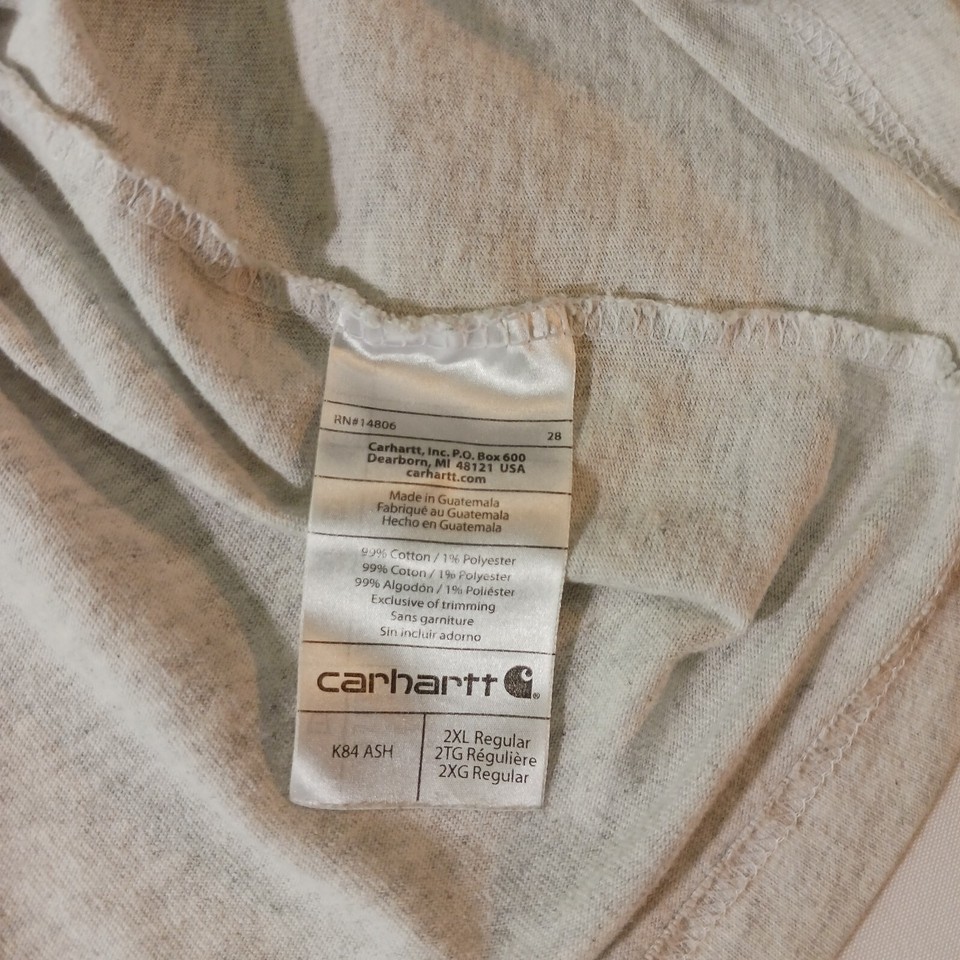 RN#14806
28
Carhartt, Inc. P.O. Box 600
Dearborn, MI 48121 USA
carhartt.com
Made in Guatemala
Fabriqué au Guatemala
Hecho en Guatemala
99% Cotton / 1% Polyester
99% Coton / 1% Polyester
99% Algodón / 1% Poliéster
Exclusive of trimming
Sans garniture
Sin incluir adorno
carhartt ®
K84 ASH
2XL Regular
2TG Régulière
2XG Regular